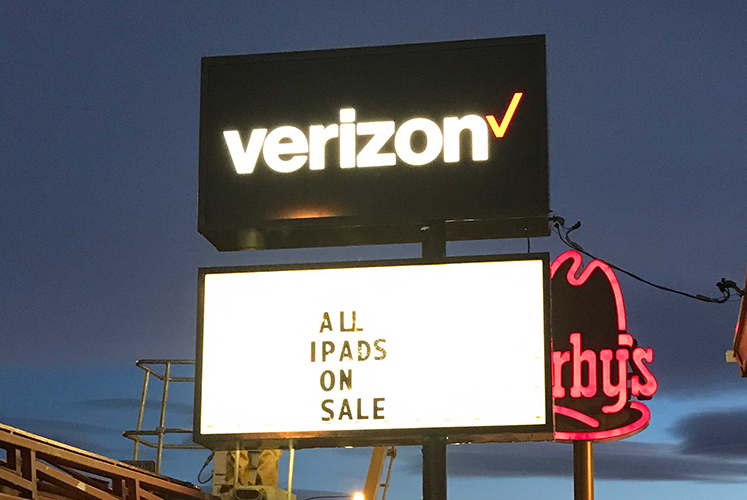 verizon✓
ALL
IPADS
ON
SALE
rby's